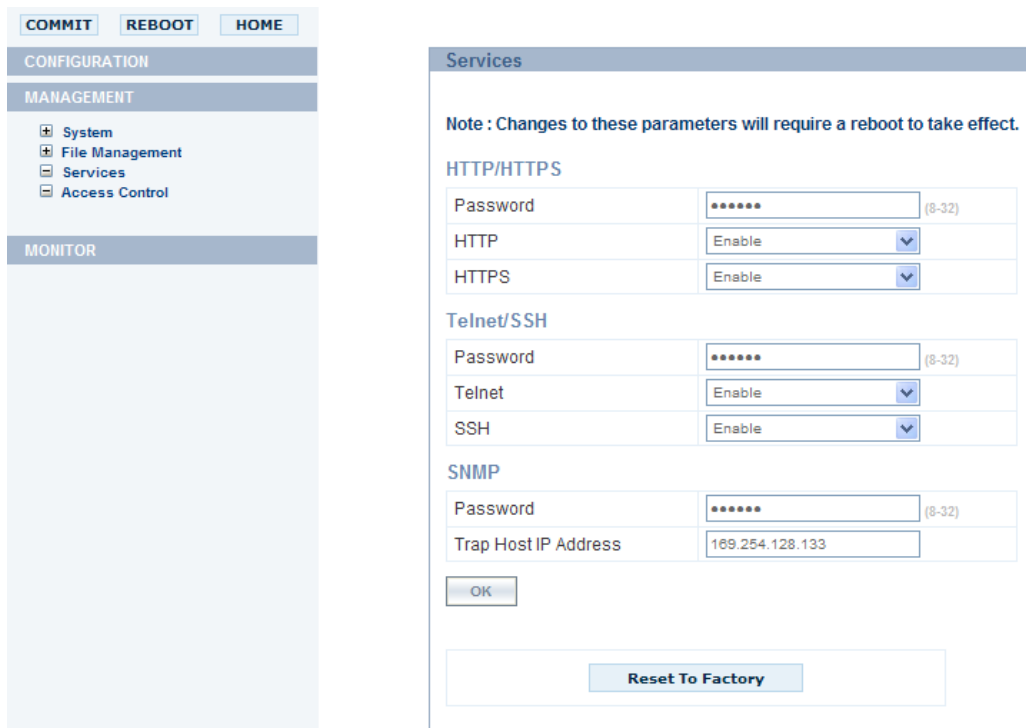 COMMIT REBOOT HOME
CONFIGURATION
MANAGEMENT
System
File Management
Services
Access Control
MONITOR
Services
Note : Changes to these parameters will require a reboot to take effect.
HTTP/HTTPS
Password •••••• (8-32)
HTTP Enable
HTTPS Enable
Telnet/SSH
Password •••••• (8-32)
Telnet Enable
SSH Enable
SNMP
Password •••••• (8-32)
Trap Host IP Address 169.254.128.133
OK
Reset To Factory